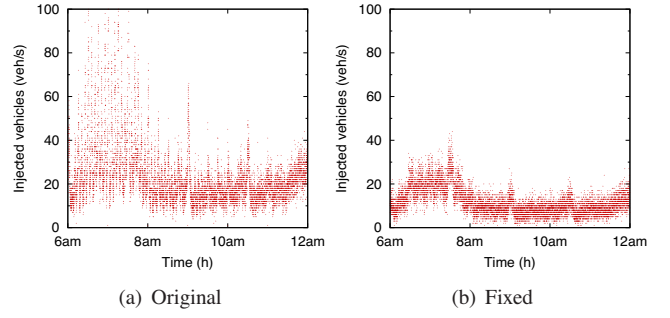 Injected vehicles (veh/s)
100
80
60
40
20
0
6am 8am 10am 12am
Time (h)
(a) Original
Injected vehicles (veh/s)
100
80
60
40
20
0
6am 8am 10am 12am
Time (h)
(b) Fixed